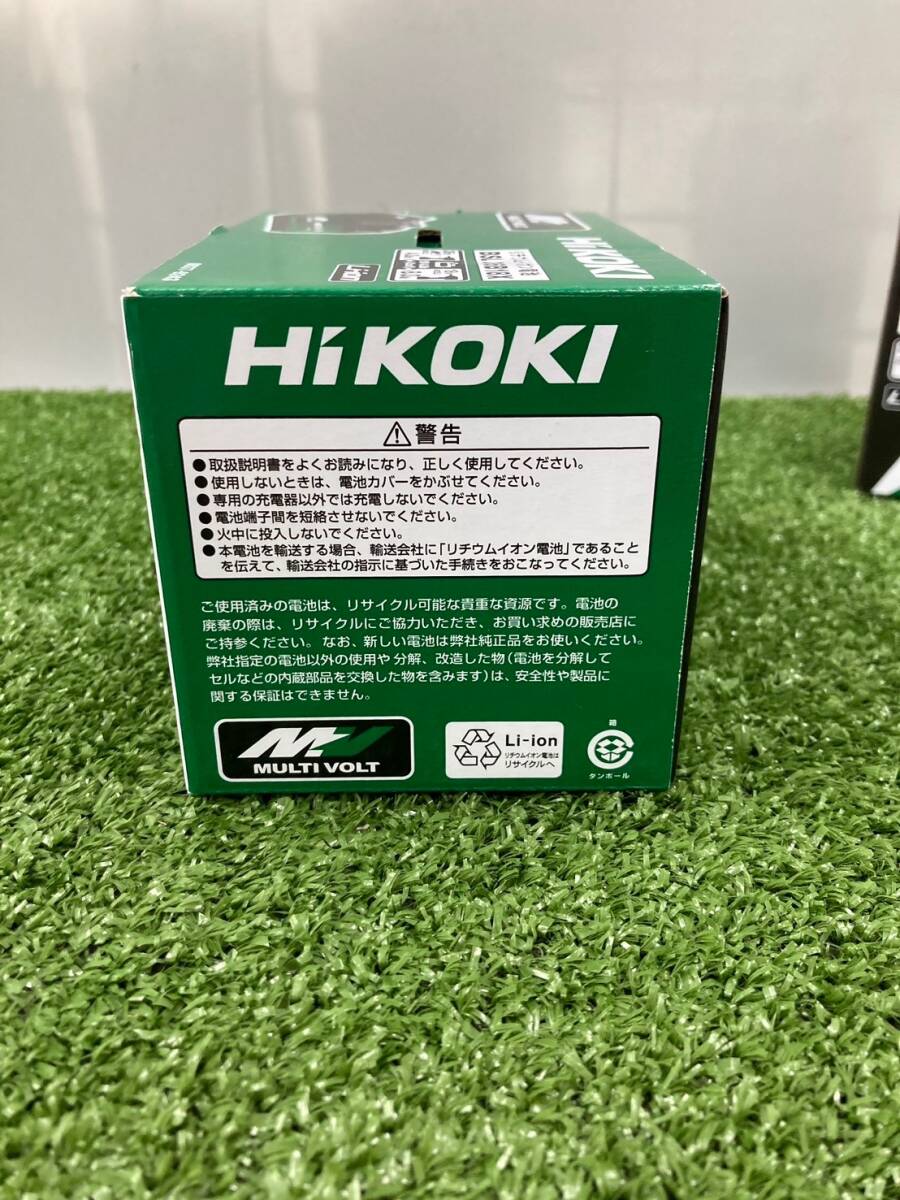 HiKOKI
HiKOKI
警告
●取扱説明書をよくお読みになり、正しく使用してください。
●使用しないときは、電池カバーをかぶせてください。
●専用の充電器以外では充電しないでください。
●電池端子間を短絡させないでください。
●火中に投入しないでください。
●本電池を輸送する場合、輸送会社に「リチウムイオン電池」であること
を伝えて、輸送会社の指示に基づいた手続きをおこなってください。
ご使用済みの電池は、リサイクル可能な貴重な資源です。電池の
廃棄の際は、リサイクルにご協力いただき、お買い求めの販売店に
ご持参ください。なお、新しい電池は弊社純正品をお使いください。
弊社指定の電池以外の使用や分解、改造した物(電池を分解して
セルなどの内蔵部品を交換した物を含みます)は、安全性や製品に
関する保証はできません。
MV
MULTI VOLT
Li-ion
リチウムイオン電池は
リサイクルへ
箱
ダンボール